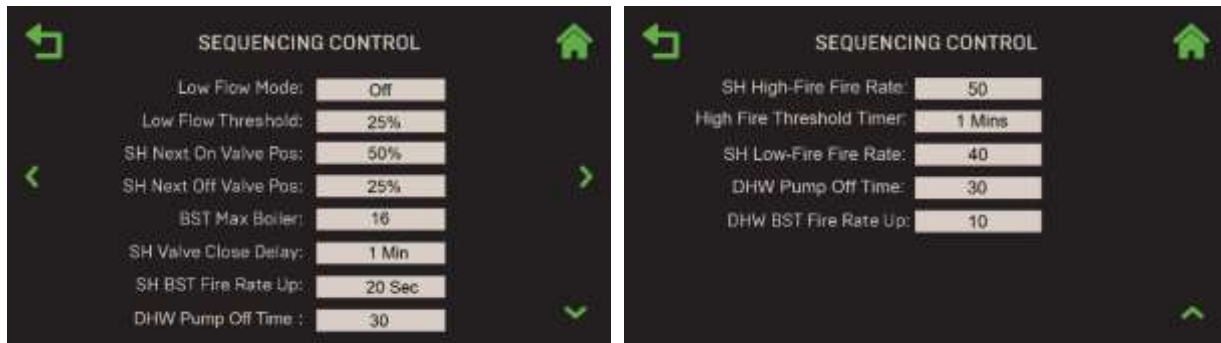 SEQUENCING CONTROL
Low Flow Mode: Off
Low Flow Threshold: 25%
SH Next On Valve Pos: 50%
SH Next Off Valve Pos: 25%
BST Max Boiler: 16
SH Valve Close Delay: 1 Min
SH BST Fire Rate Up: 20 Sec
DHW Pump Off Time : 30
SEQUENCING CONTROL
SH High-Fire Fire Rate: 50
High Fire Threshold Timer: 1 Mins
SH Low-Fire Fire Rate: 40
DHW Pump Off Time: 30
DHW BST Fire Rate Up: 10